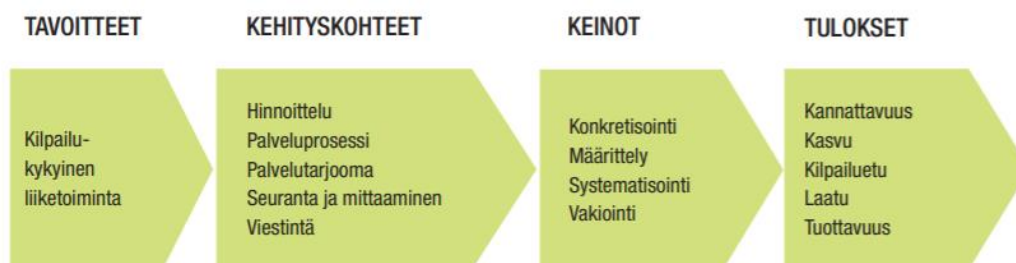 TAVOITTEET
Kilpailu-
kykyinen
liiketoiminta
KEHITYSKOHTEET
Hinnoittelu
Palveluprosessi
Palvelutarjooma
Seuranta ja mittaaminen
Viestintä
KEINOT
Konkretisointi
Määrittely
Systematisointi
Vakiointi
TULOKSET
Kannattavuus
Kasvu
Kilpailuetu
Laatu
Tuottavuus